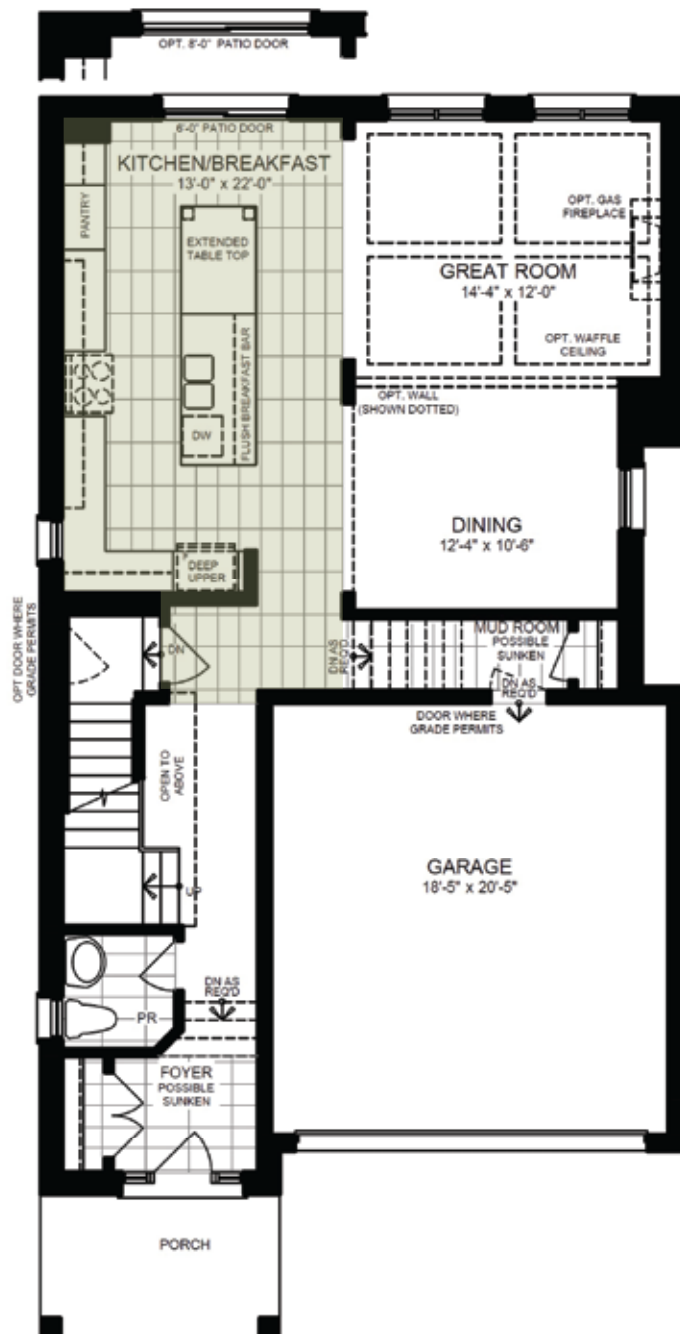 OPT. 8'-0" PATIO DOOR
6'-0" PATIO DOOR
KITCHEN/BREAKFAST
13'-0" x 22'-0"
PANTRY
EXTENDED
TABLE TOP
FLUSH BREAKFAST BAR
DW
DEEP
UPPER
OPT. GAS
FIREPLACE
GREAT ROOM
14'-4" x 12'-0"
OPT. WAFFLE
CEILING
OPT. WALL
(SHOWN DOTTED)
DINING
12'-4" x 10'-6"
OPT DOOR WHERE
GRADE PERMITS
DN
DN AS
REQ'D
MUD ROOM
POSSIBLE
SUNKEN
DN AS
REQ'D
DOOR WHERE
GRADE PERMITS
OPEN TO
ABOVE
UP
GARAGE
18'-5" x 20'-5"
DN AS
REQ'D
PR
FOYER
POSSIBLE
SUNKEN
PORCH